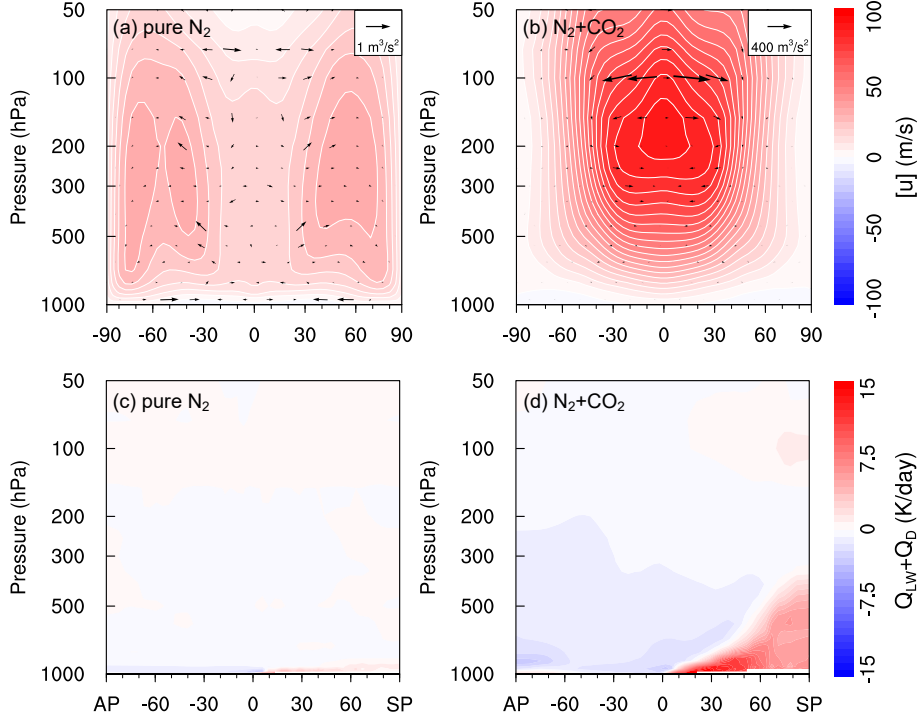 (a) pure N₂
1 m³/s²
Pressure (hPa)
100
200
300
500
1000
-90 -60 -30 0 30 60 90
(b) N₂+CO₂
400 m³/s²
Pressure (hPa)
100
200
300
500
1000
-90 -60 -30 0 30 60 90
100
50
0
-50
-100
[u] (m/s)
(c) pure N₂
Pressure (hPa)
50
100
200
300
500
1000
AP -60 -30 0 30 60 SP
(d) N₂+CO₂
Pressure (hPa)
50
100
200
300
500
1000
AP -60 -30 0 30 60 SP
15
7.5
0
-7.5
-15
Q_LW+Q_D (K/day)